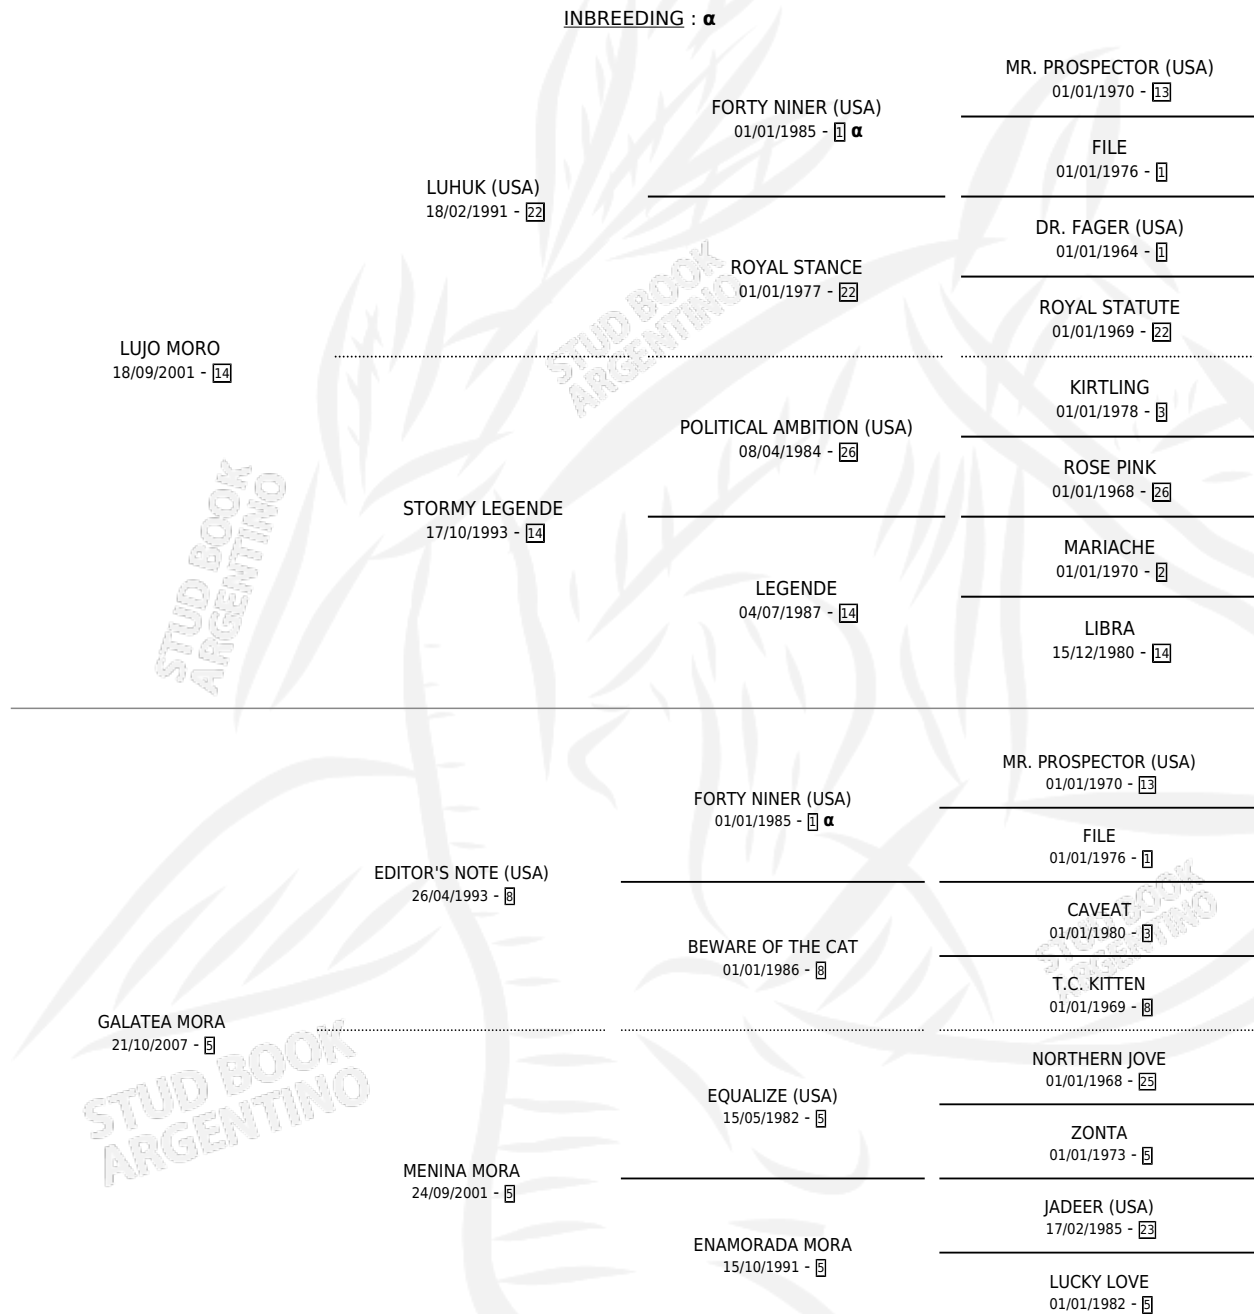 INBREEDING : α
MR. PROSPECTOR (USA)
01/01/1970 - 13
FORTY NINER (USA)
01/01/1985 - 1 α
FILE
01/01/1976 - 1
LUHUK (USA)
18/02/1991 - 22
DR. FAGER (USA)
01/01/1964 - 1
ROYAL STANCE
01/01/1977 - 22
ROYAL STATUTE
01/01/1969 - 22
LUJO MORO
18/09/2001 - 14
KIRTLING
01/01/1978 - 3
POLITICAL AMBITION (USA)
08/04/1984 - 26
ROSE PINK
01/01/1968 - 26
STORMY LEGENDE
17/10/1993 - 14
MARIACHE
01/01/1970 - 2
LEGENDE
04/07/1987 - 14
LIBRA
15/12/1980 - 14
MR. PROSPECTOR (USA)
01/01/1970 - 13
FORTY NINER (USA)
01/01/1985 - 1 α
FILE
01/01/1976 - 1
EDITOR'S NOTE (USA)
26/04/1993 - 8
CAVEAT
01/01/1980 - 3
BEWARE OF THE CAT
01/01/1986 - 8
T.C. KITTEN
01/01/1969 - 8
GALATEA MORA
21/10/2007 - 5
NORTHERN JOVE
01/01/1968 - 25
EQUALIZE (USA)
15/05/1982 - 5
ZONTA
01/01/1973 - 5
MENINA MORA
24/09/2001 - 5
JADEER (USA)
17/02/1985 - 23
ENAMORADA MORA
15/10/1991 - 5
LUCKY LOVE
01/01/1982 - 5
STUD BOOK
ARGENTINO
STUD BOOK
ARGENTINO
STUD BOOK
ARGENTINO
STUD BOOK
ARGENTINO